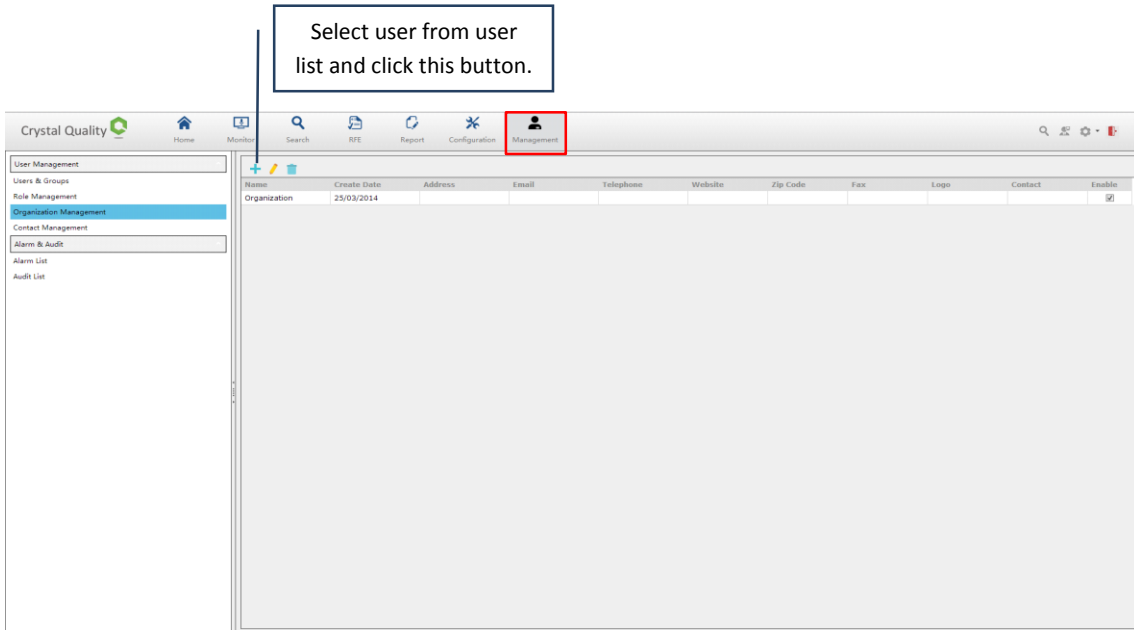 Select user from user
list and click this button.
Crystal Quality
Home
Monitor
Search
RFE
Report
Configuration
Management
User Management
Users & Groups
Role Management
Organization Management
Contact Management
Alarm & Audit
Alarm List
Audit List
Name Create Date Address Email Telephone Website Zip Code Fax Logo Contact Enable
Organization 25/03/2014